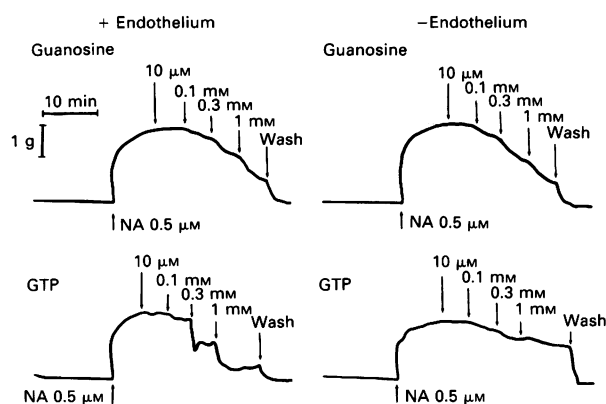 + Endothelium
Guanosine
10 μM
0.1 mM
0.3 mM
1 mM
Wash
10 min
1 g
NA 0.5 μM
−Endothelium
Guanosine
10 μM
0.1 mM
0.3 mM
1 mM
Wash
NA 0.5 μM
GTP
10 μM
0.1 mM
0.3 mM
1 mM
Wash
NA 0.5 μM
GTP
10 μM
0.1 mM
0.3 mM
1 mM
Wash
NA 0.5 μM